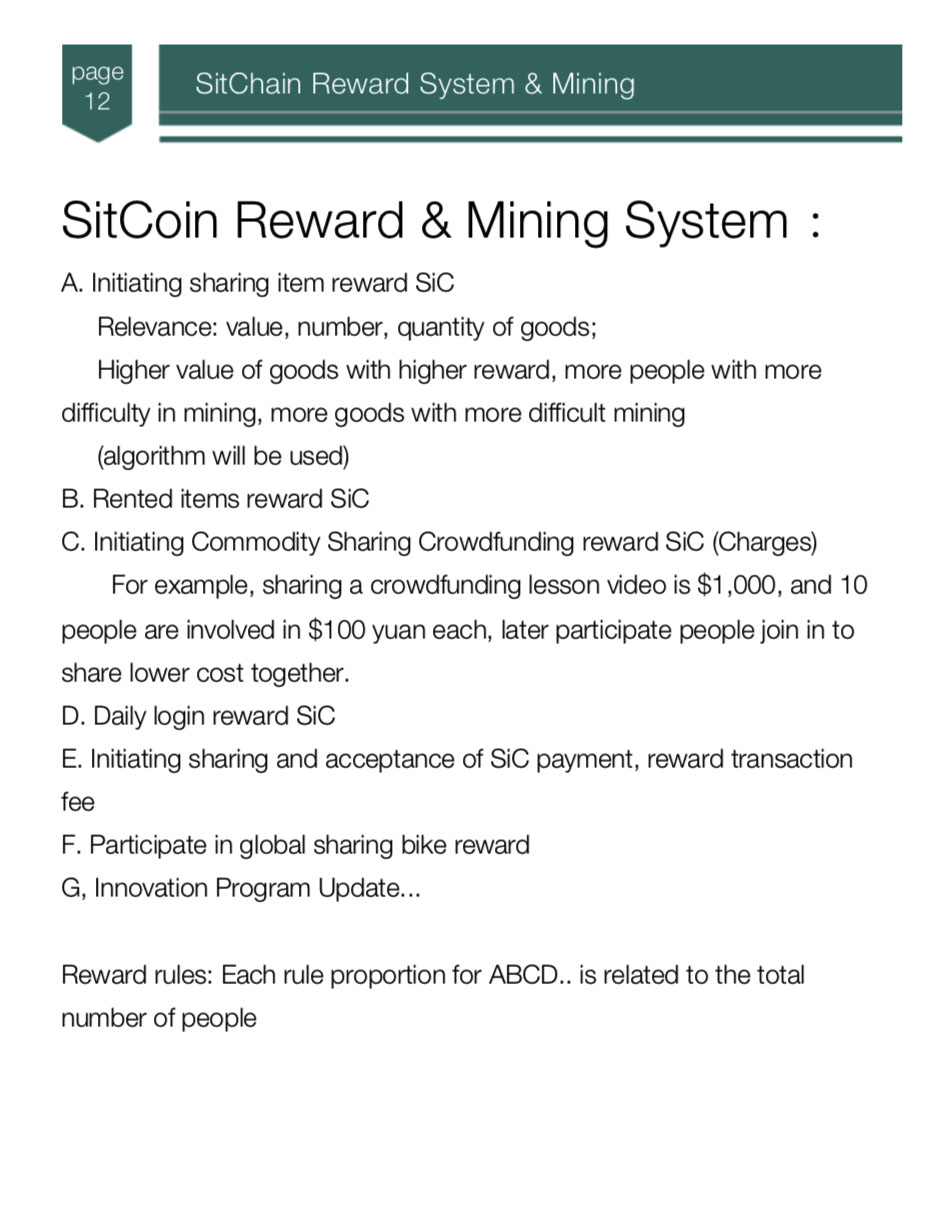 page
12
SitChain Reward System & Mining
SitCoin Reward & Mining System :
A. Initiating sharing item reward SiC
Relevance: value, number, quantity of goods;
Higher value of goods with higher reward, more people with more
difficulty in mining, more goods with more difficult mining
(algorithm will be used)
B. Rented items reward SiC
C. Initiating Commodity Sharing Crowdfunding reward SiC (Charges)
For example, sharing a crowdfunding lesson video is $1,000, and 10
people are involved in $100 yuan each, later participate people join in to
share lower cost together.
D. Daily login reward SiC
E. Initiating sharing and acceptance of SiC payment, reward transaction
fee
F. Participate in global sharing bike reward
G, Innovation Program Update...
Reward rules: Each rule proportion for ABCD.. is related to the total
number of people